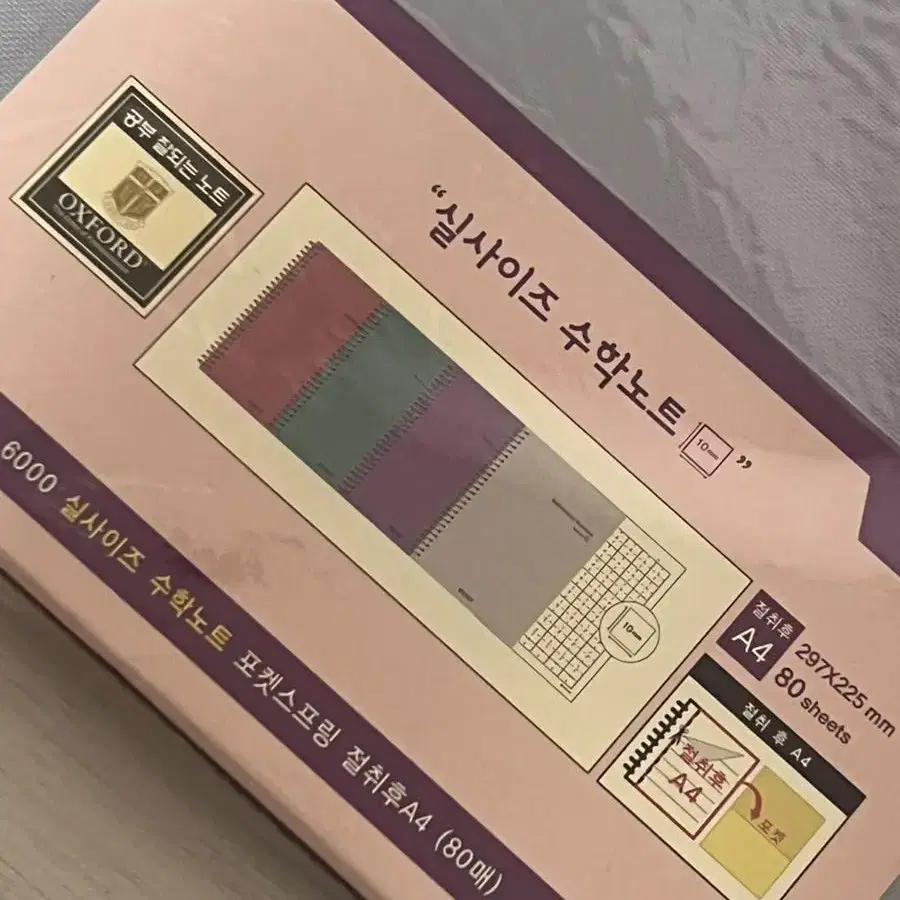 공부 잘되는 노트
OXFORD
“실사이즈 수학노트 10mm”
10mm
절취후
A4
297X225 mm
80 sheets
절취 후 A4
절취후
A4
포켓
6000 실사이즈 수학노트 포켓스프링 절취후A4 (80매)